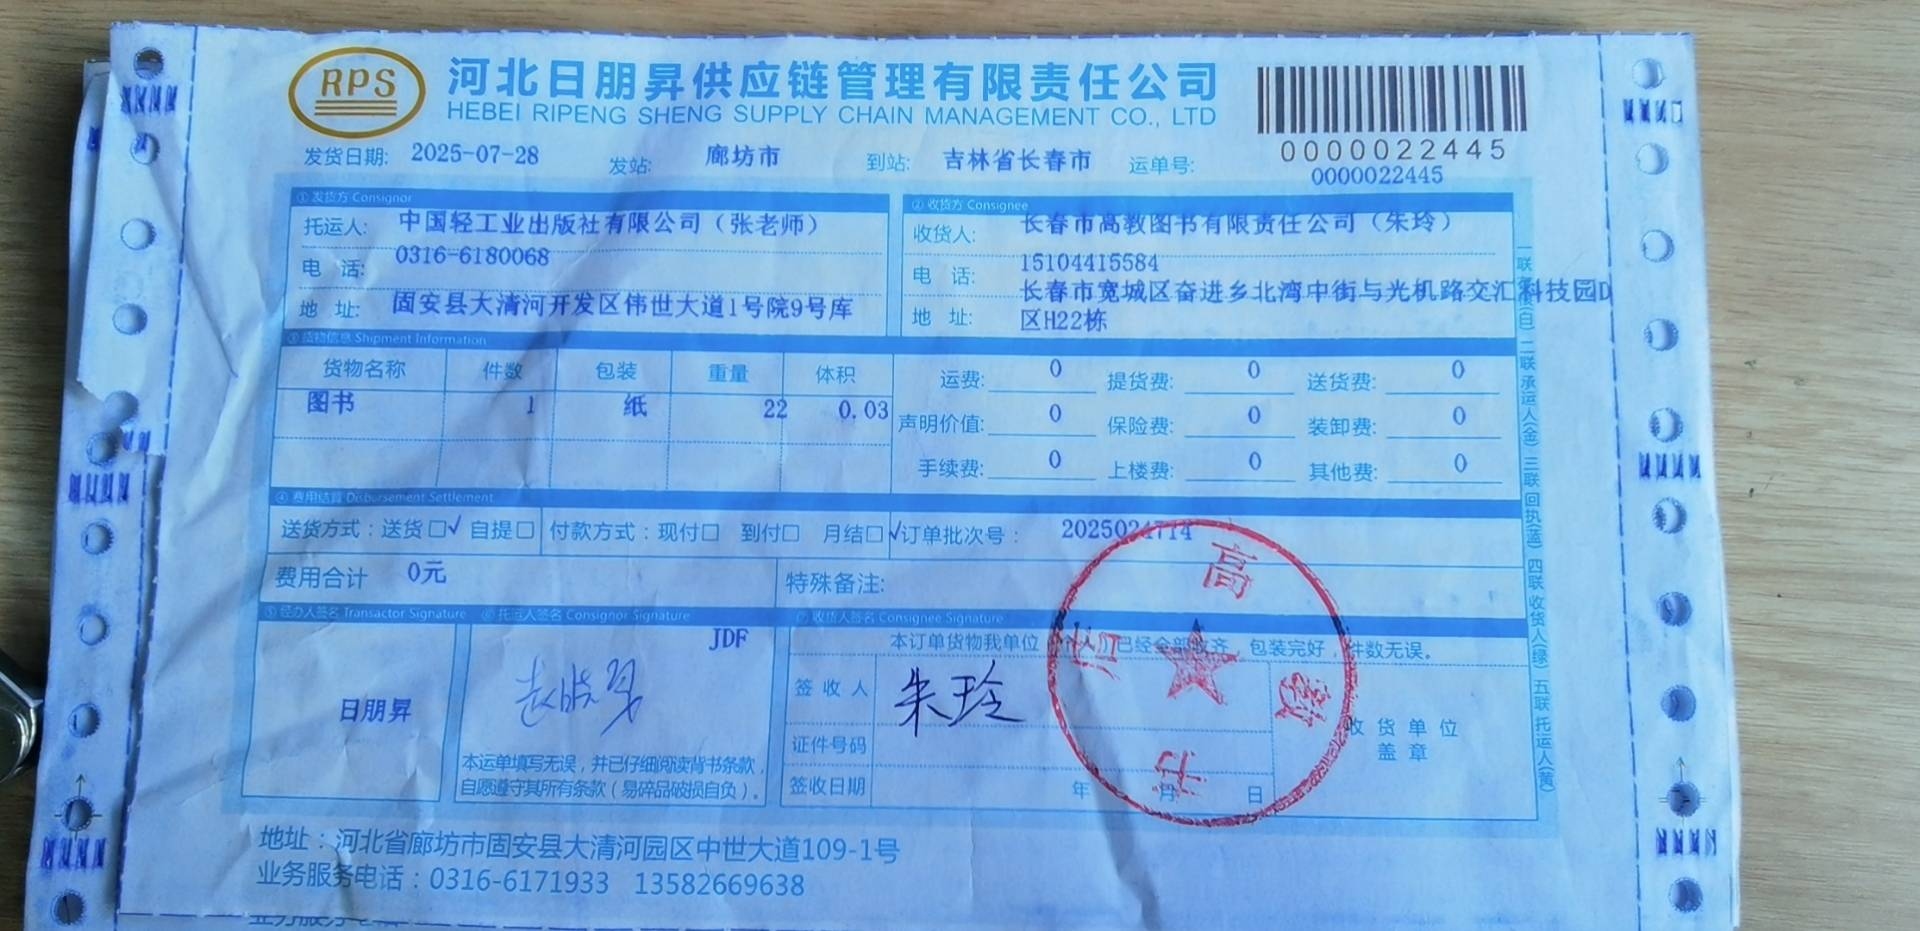 RPS
河北日朋昇供应链管理有限责任公司
HEBEI RIPENG SHENG SUPPLY CHAIN MANAGEMENT CO., LTD
0000022445
发货日期: 2025-07-28 发站: 廊坊市 到站: 吉林省长春市 运单号: 0000022445
①发货方 Consignor
托运人: 中国轻工业出版社有限公司（张老师）
电 话: 0316-6180068
地 址: 固安县大清河开发区伟世大道1号院9号库
②收货方 Consignee
收货人: 长春市高教图书有限责任公司（朱玲）
电 话: 15104415584
地 址: 长春市宽城区奋进乡北湾中街与光机路交汇科技园D
区H22栋
③货物信息 Shipment Information
货物名称 件数 包装 重量 体积
图书 1 纸 22 0.03
运费: 0 提货费: 0 送货费: 0
声明价值: 0 保险费: 0 装卸费: 0
手续费: 0 上楼费: 0 其他费: 0
④费用结算 Disbursement Settlement
送货方式：送货□√ 自提□ 付款方式：现付□ 到付□ 月结□√ 订单批次号： 2025024714
费用合计 0元 特殊备注:
⑤经办人签名 Transactor Signature
日朋昇
⑥托运人签名 Consignor Signature
JDF
本运单填写无误，并已仔细阅读背书条款，
自愿遵守其所有条款（易碎品破损自负）。
⑦收货人签名 Consignee Signature
本订单货物我单位 个人 已经全部收齐，包装完好，件数无误。
签收人 朱玲
证件号码
签收日期 年 月 日
收货单位
盖章
高
二联 承运人(金) 三联 回执(蓝) 四联 收货人(绿) 五联 托运人(黄)
地址：河北省廊坊市固安县大清河园区中世大道109-1号
业务服务电话：0316-6171933 13582669638